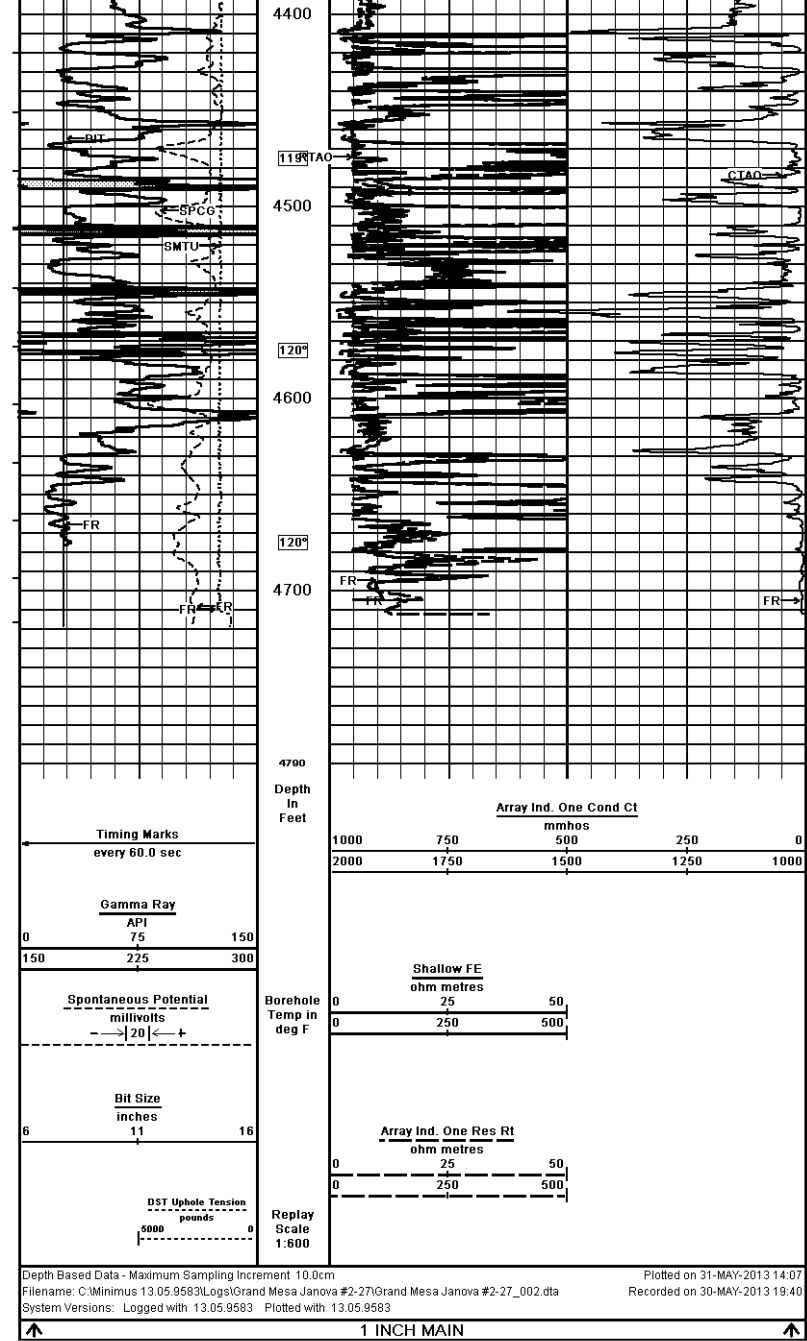 4400
BIT
119°
RTAO
CTAO
4500
SPCG
SMTU
120°
4600
FR
120°
FR
4700
FR
FR
FR
FR
4790
Depth
In
Feet
Timing Marks
every 60.0 sec
Array Ind. One Cond Ct
mmhos
1000 750 500 250 0
2000 1750 1500 1250 1000
Gamma Ray
API
0 75 150
150 225 300
Shallow FE
ohm metres
0 25 50
0 250 500
Spontaneous Potential
millivolts
- 20 +
Borehole
Temp in
deg F
Bit Size
inches
6 11 16
Array Ind. One Res Rt
ohm metres
0 25 50
0 250 500
DST Uphole Tension
pounds
5000 0
Replay
Scale
1:600
Depth Based Data - Maximum Sampling Increment 10.0cm
Plotted on 31-MAY-2013 14:07
Filename: C:\Minimus 13.05.9583\Logs\Grand Mesa Janova #2-27\Grand Mesa Janova #2-27_002.dta
Recorded on 30-MAY-2013 19:40
System Versions: Logged with 13.05.9583 Plotted with 13.05.9583
1 INCH MAIN